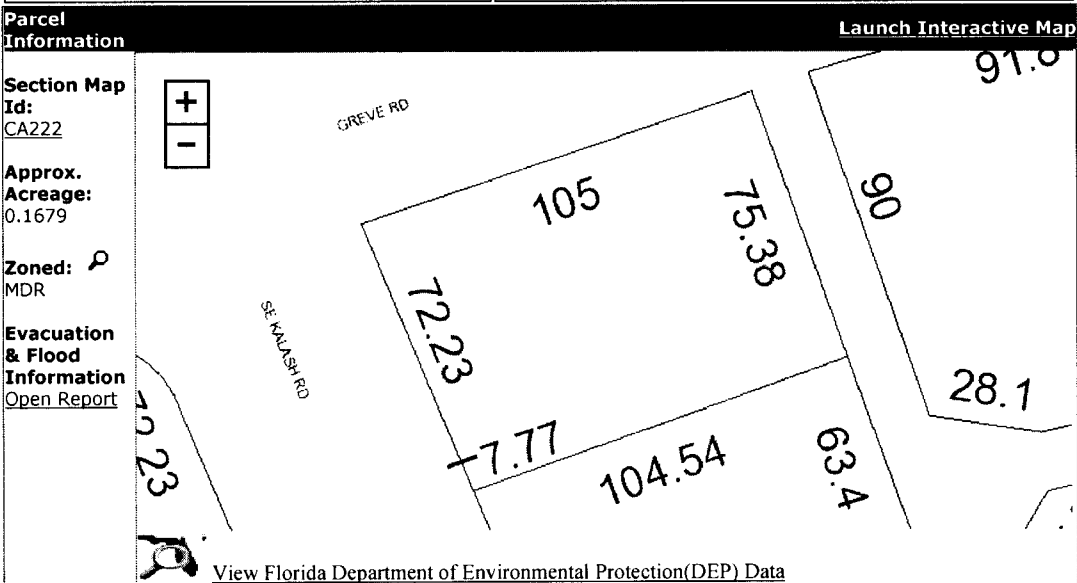 Parcel
Information
Launch Interactive Map
Section Map
Id:
CA222
Approx.
Acreage:
0.1679
Zoned:
MDR
Evacuation
& Flood
Information
Open Report
+
−
GREVE RD
SE KALASH RD
105
75.38
72.23
7.77
104.54
63.4
90
28.1
72.23
View Florida Department of Environmental Protection(DEP) Data